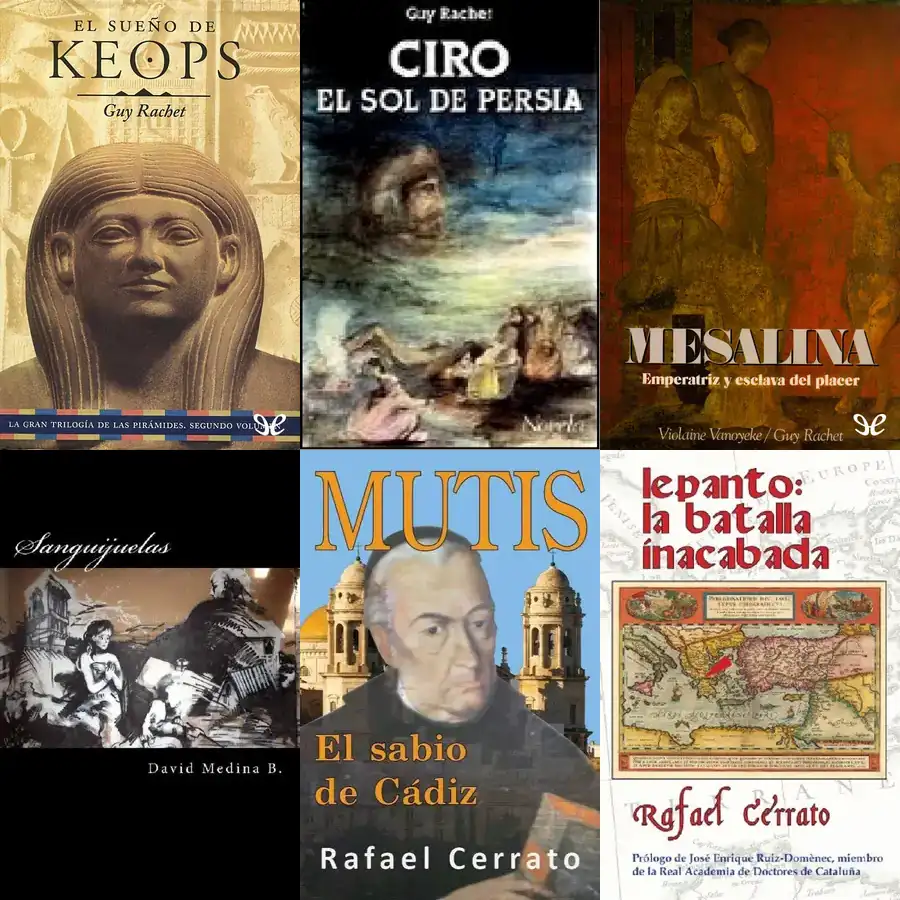 EL SUEÑO DE
KEOPS
Guy Rachet
LA GRAN TRILOGÍA DE LAS PIRÁMIDES. SEGUNDO VOLUMEN
Guy Rachet
CIRO
EL SOL DE PERSIA
Novela
MESALINA
Emperatriz y esclava del placer
Violaine Vanoyeke / Guy Rachet
Sanguijuelas
David Medina B.
MUTIS
El sabio
de Cádiz
Rafael Cerrato
lepanto:
la batalla
inacabada
EUROPE
Rafael Cerrato
Prólogo de José Enrique Ruiz-Domènec, miembro
de la Real Academia de Doctores de Cataluña